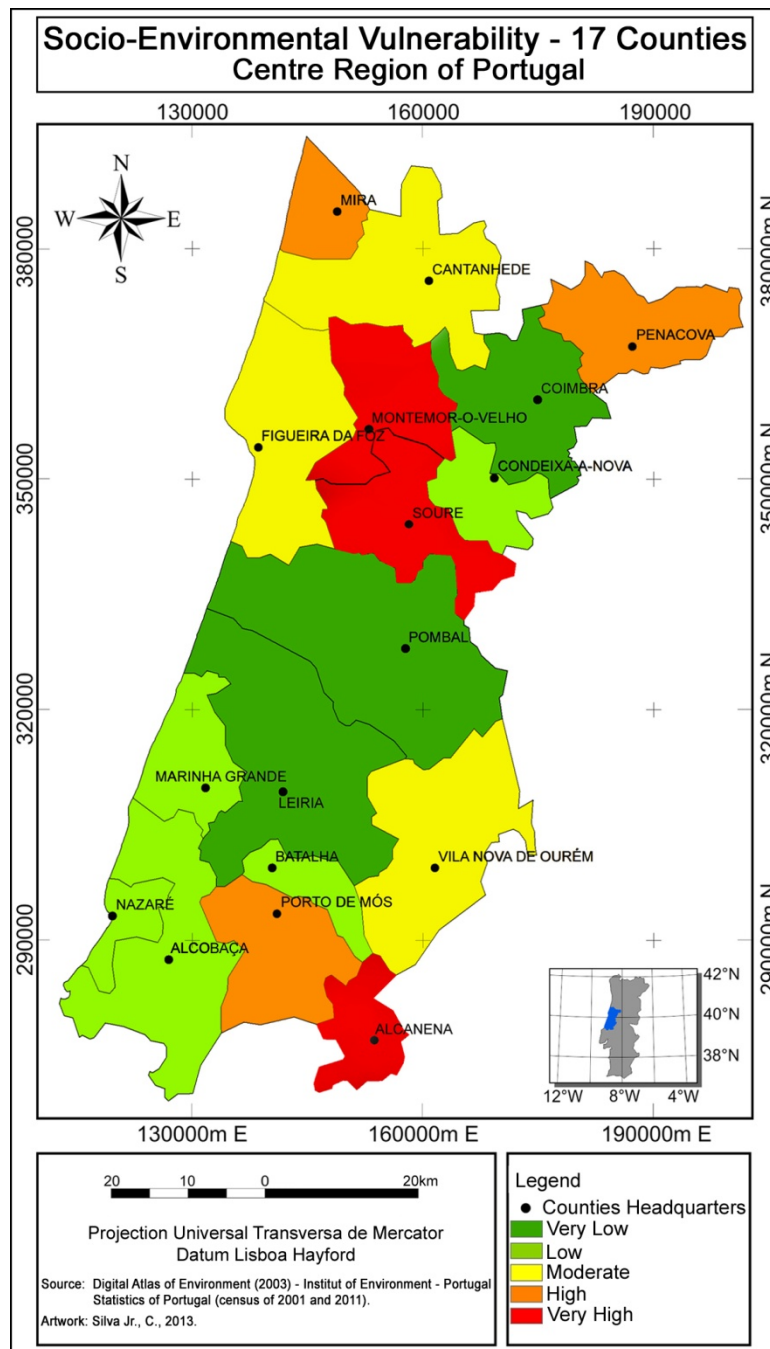 Socio-Environmental Vulnerability - 17 Counties
Centre Region of Portugal
130000 160000 190000
N
W E
S
380000
350000
320000
290000
380000m N
350000m N
320000m N
290000m N
MIRA
CANTANHEDE
PENACOVA
COIMBRA
MONTEMOR-O-VELHO
FIGUEIRA DA FOZ
CONDEIXA-A-NOVA
SOURE
POMBAL
MARINHA GRANDE
LEIRIA
BATALHA
VILA NOVA DE OURÉM
NAZARÉ
PORTO DE MÓS
ALCOBAÇA
ALCANENA
42°N
40°N
38°N
12°W 8°W 4°W
130000m E 160000m E 190000m E
20 10 0 20km
Projection Universal Transversa de Mercator
Datum Lisboa Hayford
Source: Digital Atlas of Environment (2003) - Institut of Environment - Portugal
Statistics of Portugal (census of 2001 and 2011).
Artwork: Silva Jr., C., 2013.
Legend
Counties Headquarters
Very Low
Low
Moderate
High
Very High